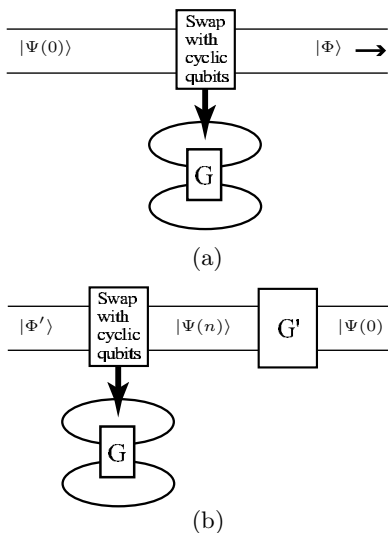 |Ψ(0)⟩
Swap
with
cyclic
qubits
|Φ⟩
G
(a)
|Φ′⟩
Swap
with
cyclic
qubits
|Ψ(n)⟩
G'
|Ψ(0)
G
(b)